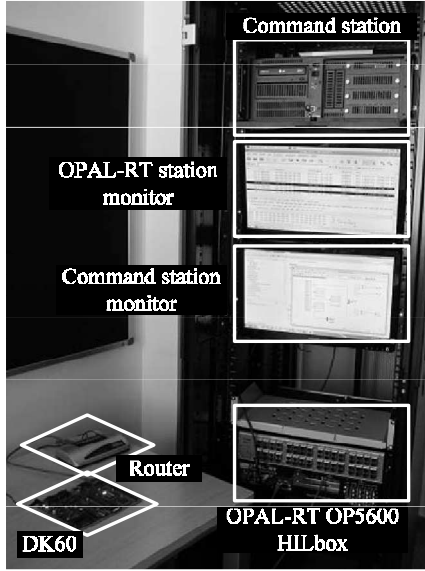 Command station
OPAL-RT station
monitor
Command station
monitor
Router
DK60
OPAL-RT OP5600
HILbox